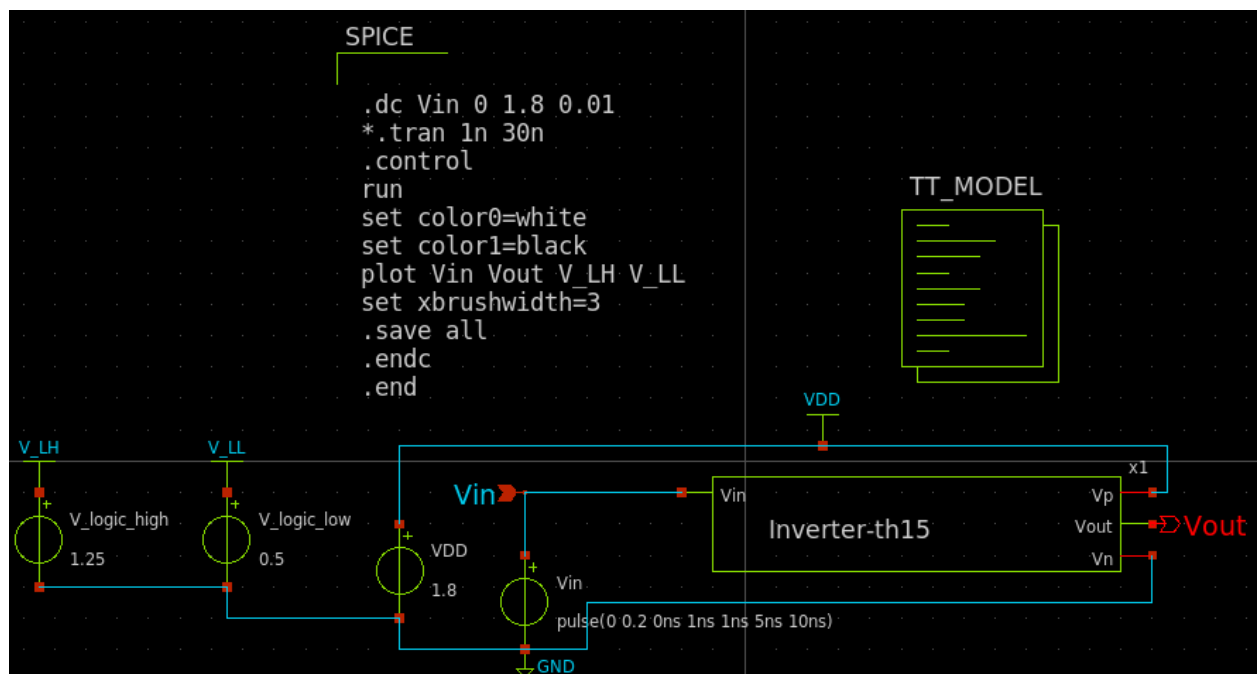 SPICE
.dc Vin 0 1.8 0.01
*.tran 1n 30n
.control
run
set color0=white
set color1=black
plot Vin Vout V_LH V_LL
set xbrushwidth=3
.save all
.endc
.end
TT_MODEL
VDD
V_LH
V_LL
x1
Vin
Vin
Vp
+
V_logic_high
1.25
+
V_logic_low
0.5
Inverter-th15
Vout
Vout
+
VDD
1.8
Vn
+
Vin
pulse(0 0.2 0ns 1ns 1ns 5ns 10ns)
GND